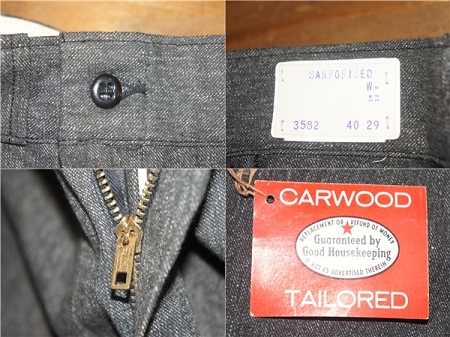 SANFORIZED
W.
3582 40 29
CARWOOD
REPLACEMENT OR REFUND OF MONEY
Guaranteed by
Good Housekeeping
IF NOT AS ADVERTISED THEREIN
TAILORED